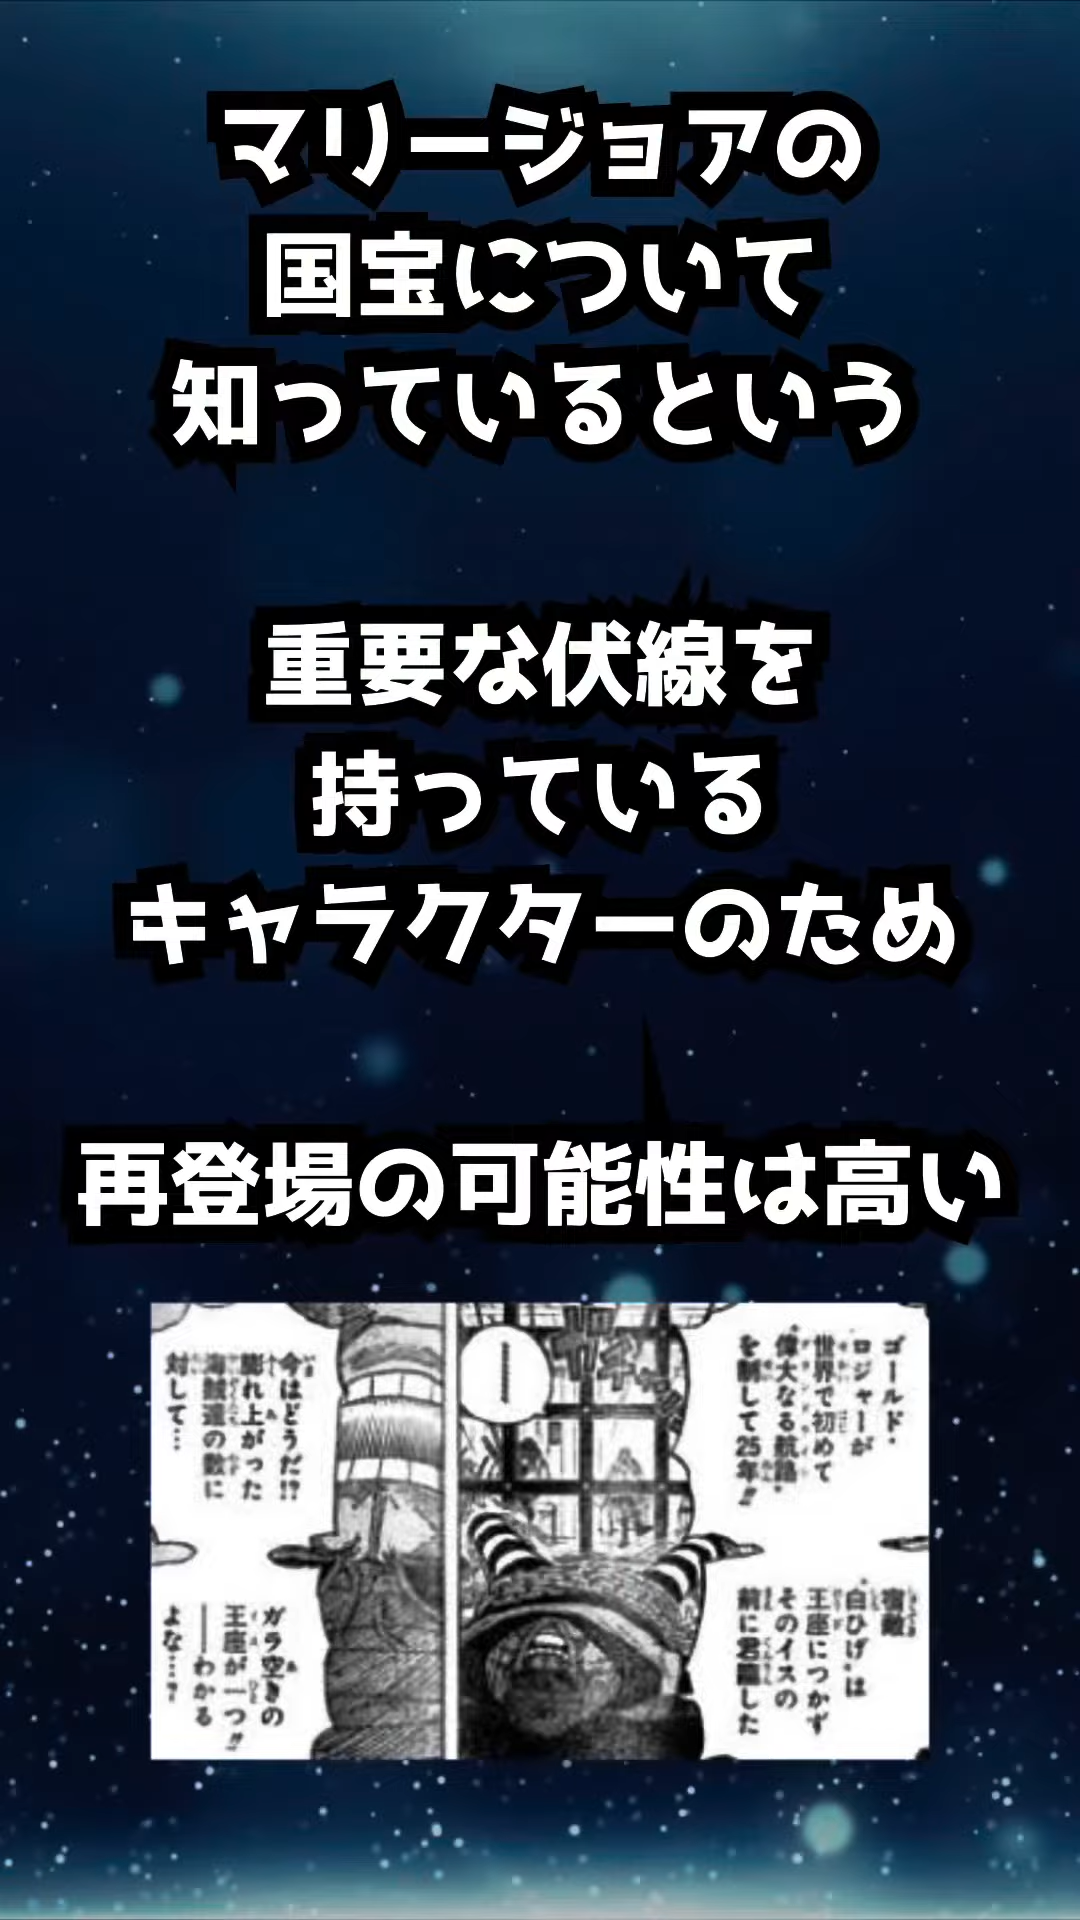 マリージョアの
国宝について
知っているという
重要な伏線を
持っている
キャラクターのため
再登場の可能性は高い
ゴールド・
ロジャーが
世界で初めて
"偉大なる航路"
を制して25年!!
宿敵
"白ひげ"は
王座につかず
そのイスの
前に君臨した
今はどうだ!?
膨れ上がった
海賊達の数に
対して…
ガラ空きの
王座が一つ!!
――わかる
よな…?